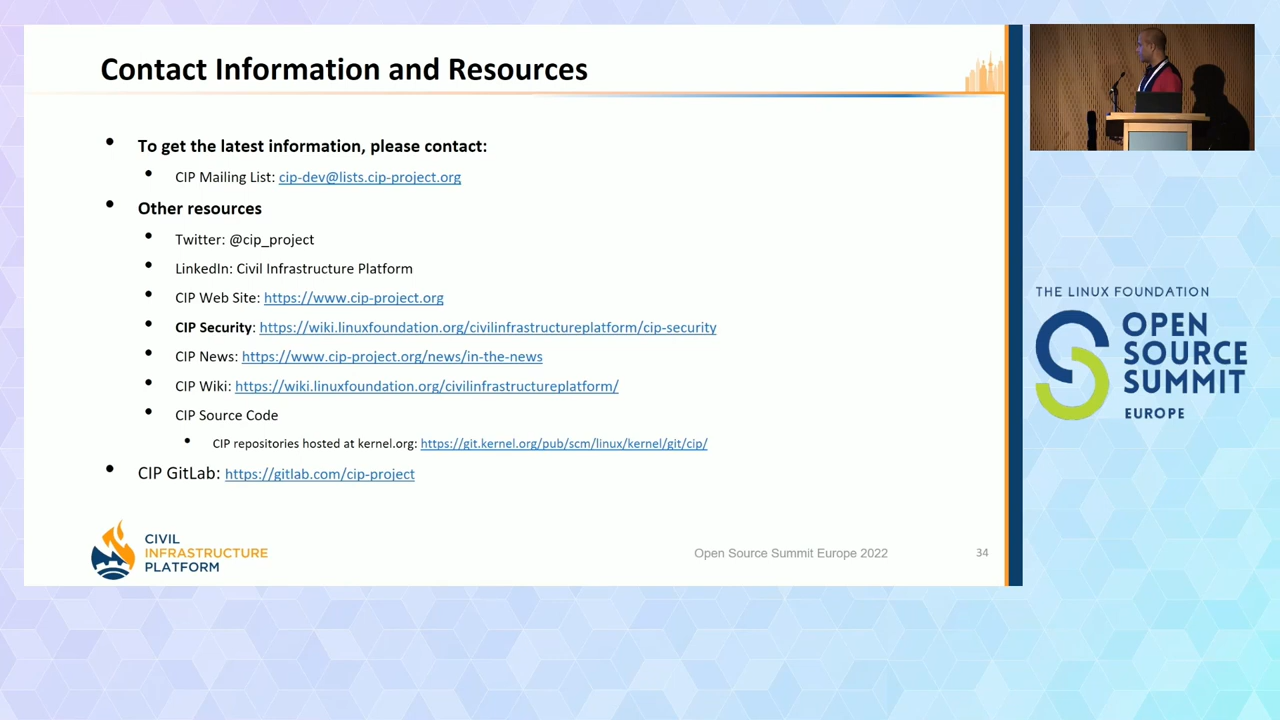 Contact Information and Resources
• To get the latest information, please contact:
• CIP Mailing List: cip-dev@lists.cip-project.org
• Other resources
• Twitter: @cip_project
• LinkedIn: Civil Infrastructure Platform
• CIP Web Site: https://www.cip-project.org
• CIP Security: https://wiki.linuxfoundation.org/civilinfrastructureplatform/cip-security
• CIP News: https://www.cip-project.org/news/in-the-news
• CIP Wiki: https://wiki.linuxfoundation.org/civilinfrastructureplatform/
• CIP Source Code
• CIP repositories hosted at kernel.org: https://git.kernel.org/pub/scm/linux/kernel/git/cip/
• CIP GitLab: https://gitlab.com/cip-project
CIVIL
INFRASTRUCTURE
PLATFORM
Open Source Summit Europe 2022
34
THE LINUX FOUNDATION
OPEN
SOURCE
SUMMIT
EUROPE